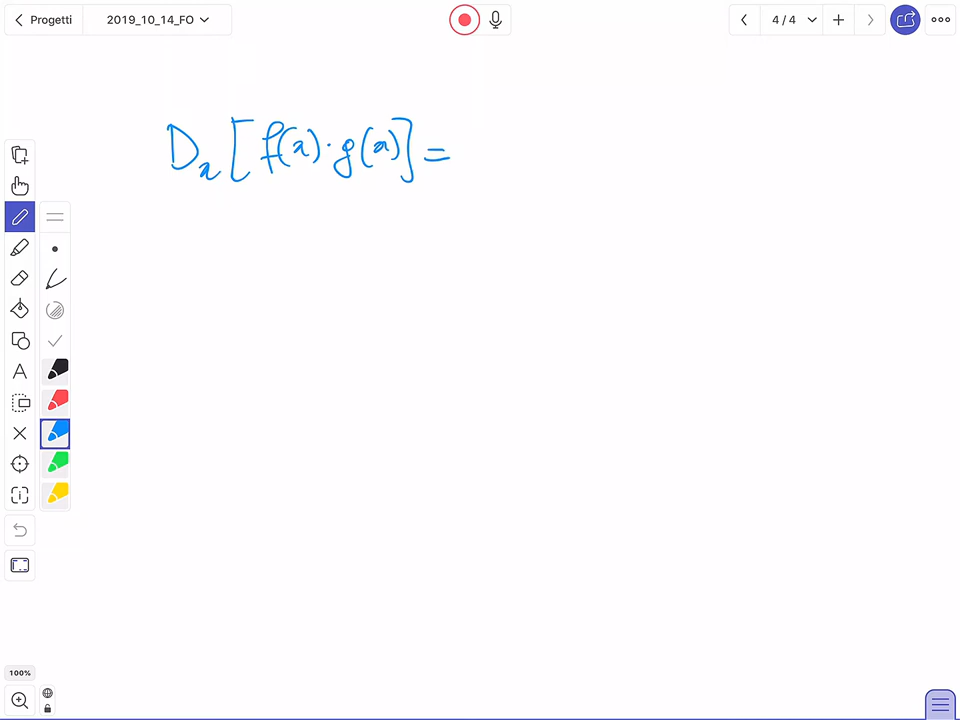 Progetti 2019_10_14_FO 4 / 4
Dₓ [f(x)·g(x)] =
A
100%